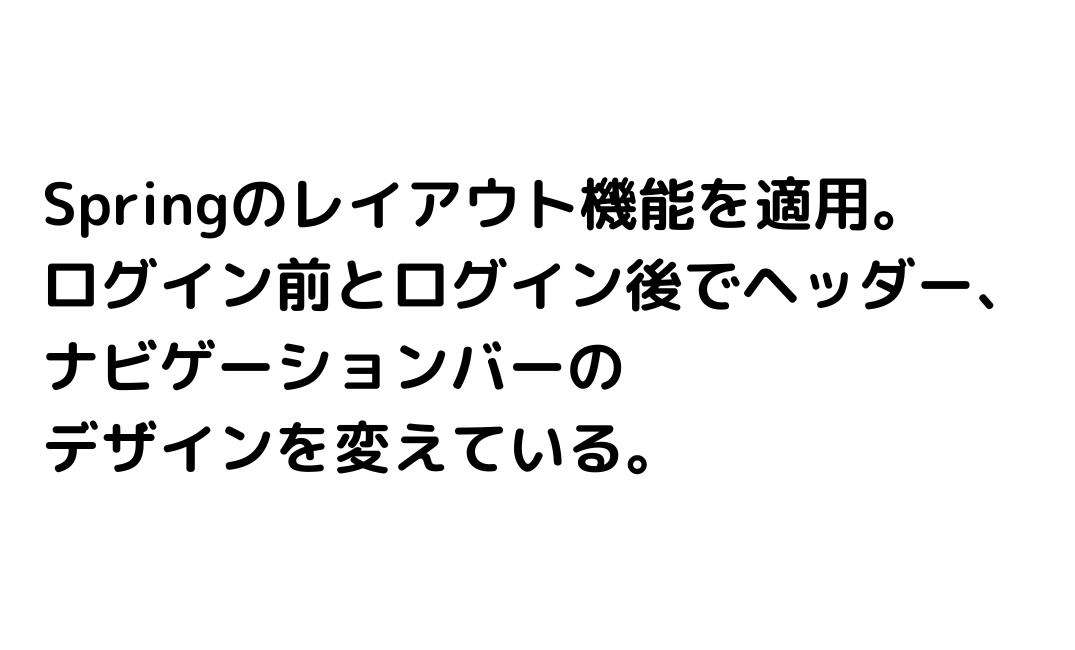 Springのレイアウト機能を適用。
ログイン前とログイン後でヘッダー、
ナビゲーションバーの
デザインを変えている。